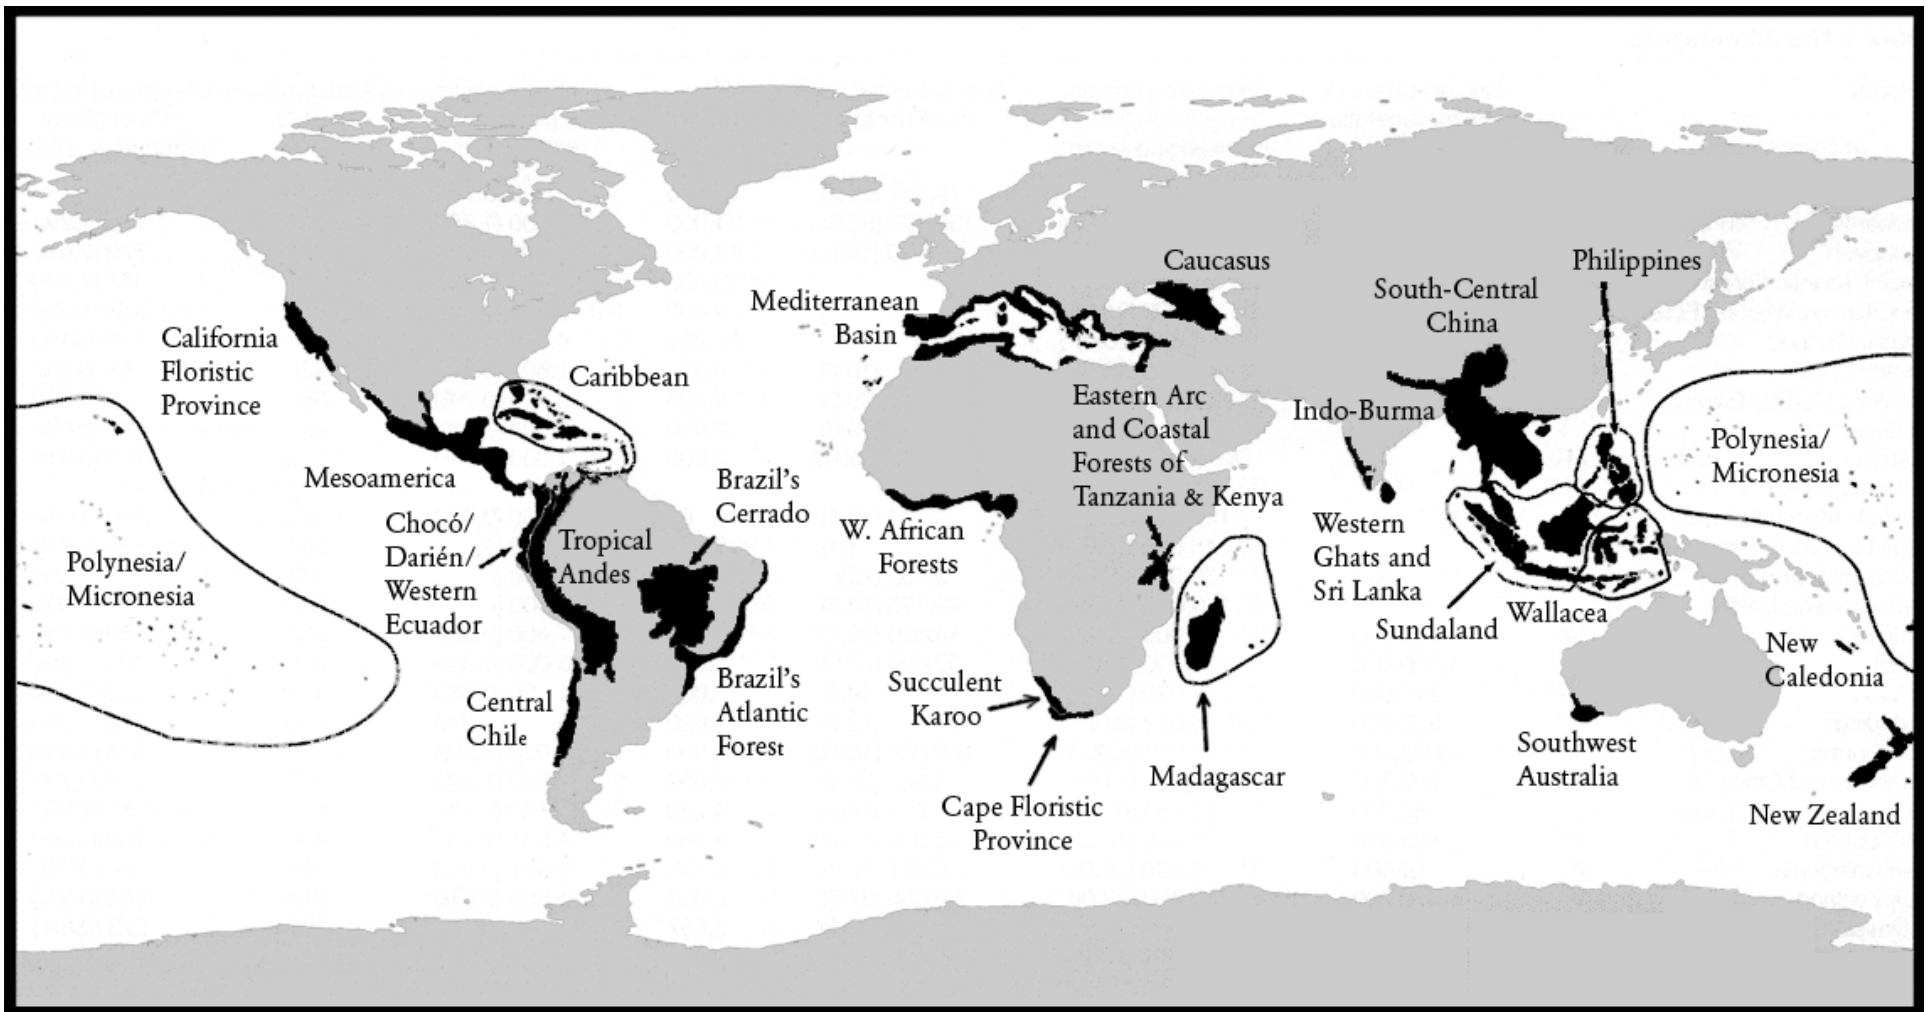 Caucasus
Philippines
South-Central
China
Mediterranean
Basin
California
Floristic
Province
Caribbean
Eastern Arc
and Coastal
Forests of
Tanzania & Kenya
Indo-Burma
Polynesia/
Micronesia
Mesoamerica
Brazil's
Cerrado
Chocó/
Darién/
Western
Ecuador
Tropical
Andes
W. African
Forests
Western
Ghats and
Sri Lanka
Polynesia/
Micronesia
Sundaland
Wallacea
New
Caledonia
Central
Chile
Brazil's
Atlantic
Forest
Succulent
Karoo
Madagascar
Southwest
Australia
Cape Floristic
Province
New Zealand